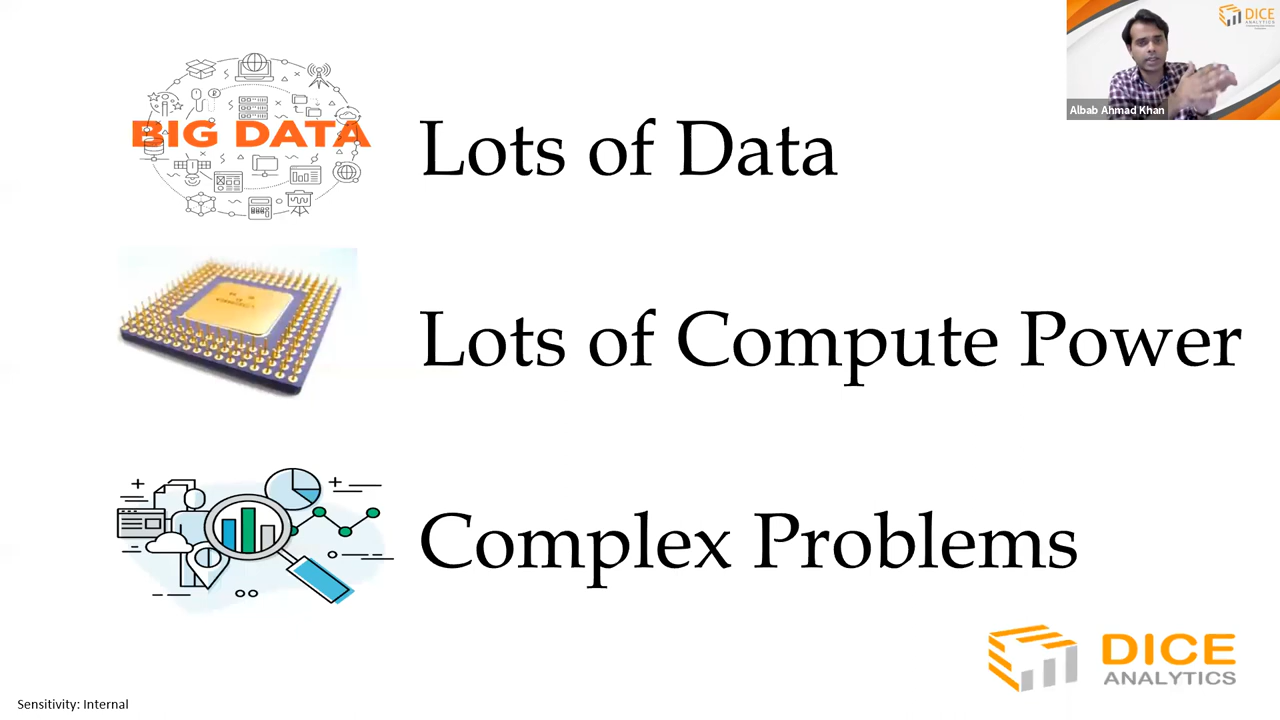 BIG DATA
Lots of Data
DICE
ANALYTICS
Albab Ahmad Khan
Lots of Compute Power
Complex Problems
DICE
ANALYTICS
Sensitivity: Internal